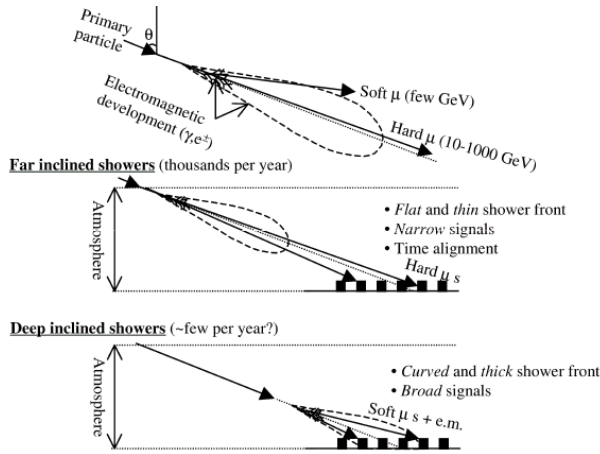 Primary
particle
θ
Electromagnetic
development (γ,e±)
Soft μ (few GeV)
Hard μ (10-1000 GeV)
Far inclined showers (thousands per year)
Atmosphere
• Flat and thin shower front
• Narrow signals
• Time alignment
Hard μ s
Deep inclined showers (~few per year?)
Atmosphere
• Curved and thick shower front
• Broad signals
Soft μ s + e.m.